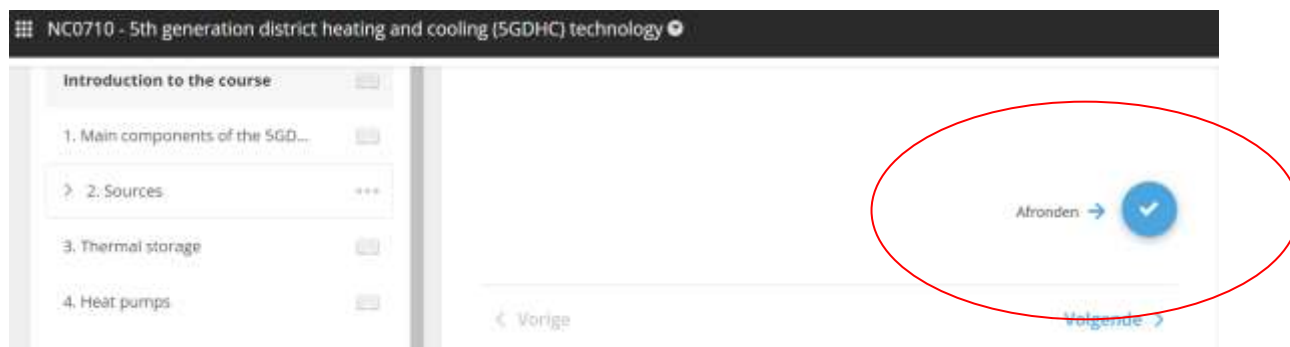 NC0710 - 5th generation district heating and cooling (5GDHC) technology
Introduction to the course
1. Main components of the 5GD...
2. Sources
3. Thermal storage
4. Heat pumps
Afronden
Vorige
Volgende